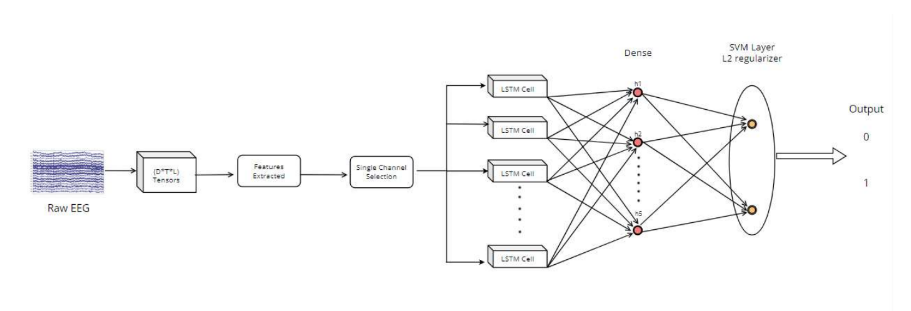 Raw EEG
(D*T*L)
Tensors
Features
Extracted
Single Channel
Selection
LSTM Cell
LSTM Cell
LSTM Cell
LSTM Cell
Dense
h1
h2
h5
SVM Layer
L2 regularizer
Output
0
1